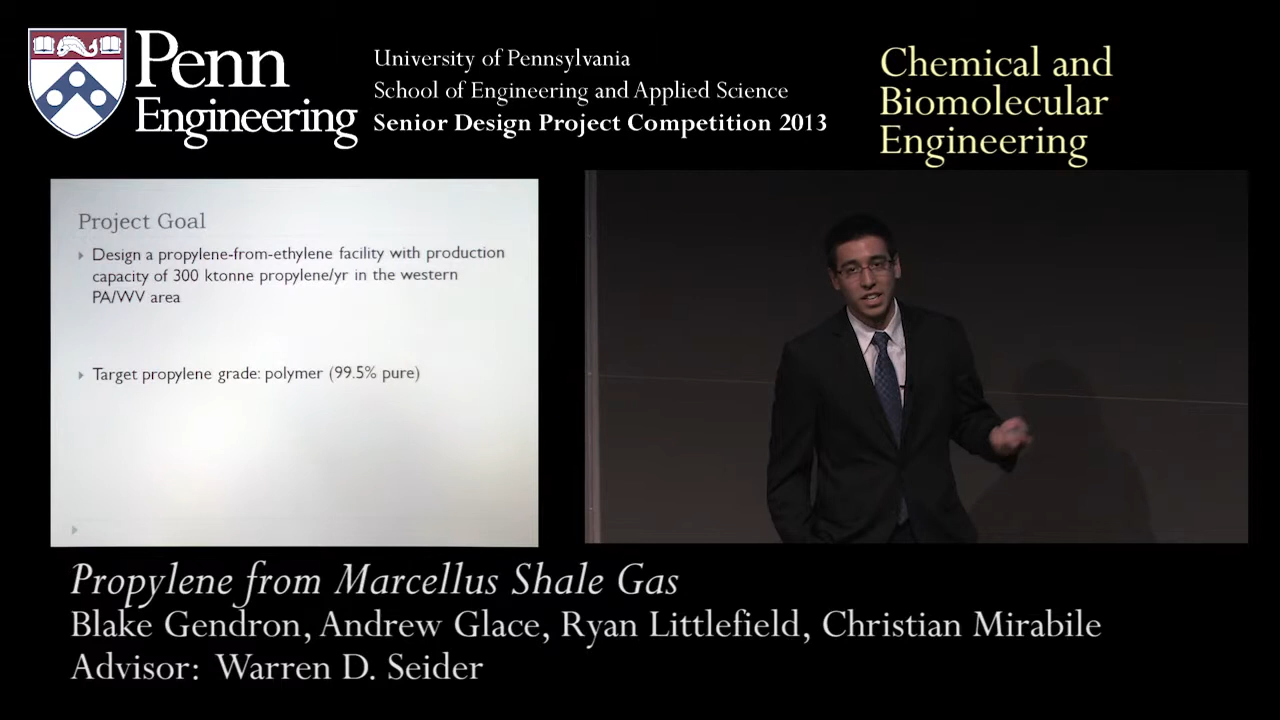 Penn
Engineering
University of Pennsylvania
School of Engineering and Applied Science
Senior Design Project Competition 2013
Chemical and
Biomolecular
Engineering
Project Goal
Design a propylene-from-ethylene facility with production
capacity of 300 ktonne propylene/yr in the western
PA/WV area
Target propylene grade: polymer (99.5% pure)
Propylene from Marcellus Shale Gas
Blake Gendron, Andrew Glace, Ryan Littlefield, Christian Mirabile
Advisor: Warren D. Seider